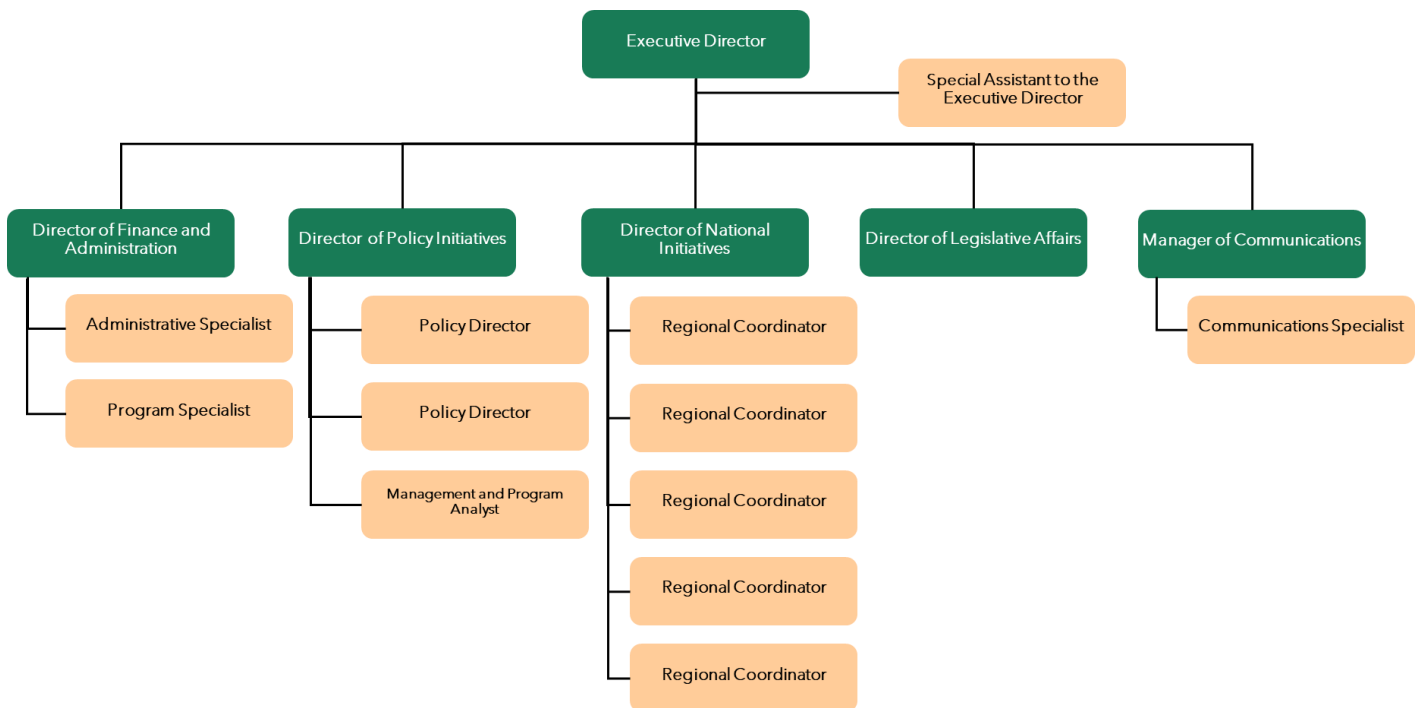 Executive Director
Special Assistant to the
Executive Director
Director of Finance and
Administration
Director of Policy Initiatives
Director of National
Initiatives
Director of Legislative Affairs
Manager of Communications
Administrative Specialist
Program Specialist
Policy Director
Policy Director
Management and Program
Analyst
Regional Coordinator
Regional Coordinator
Regional Coordinator
Regional Coordinator
Regional Coordinator
Communications Specialist